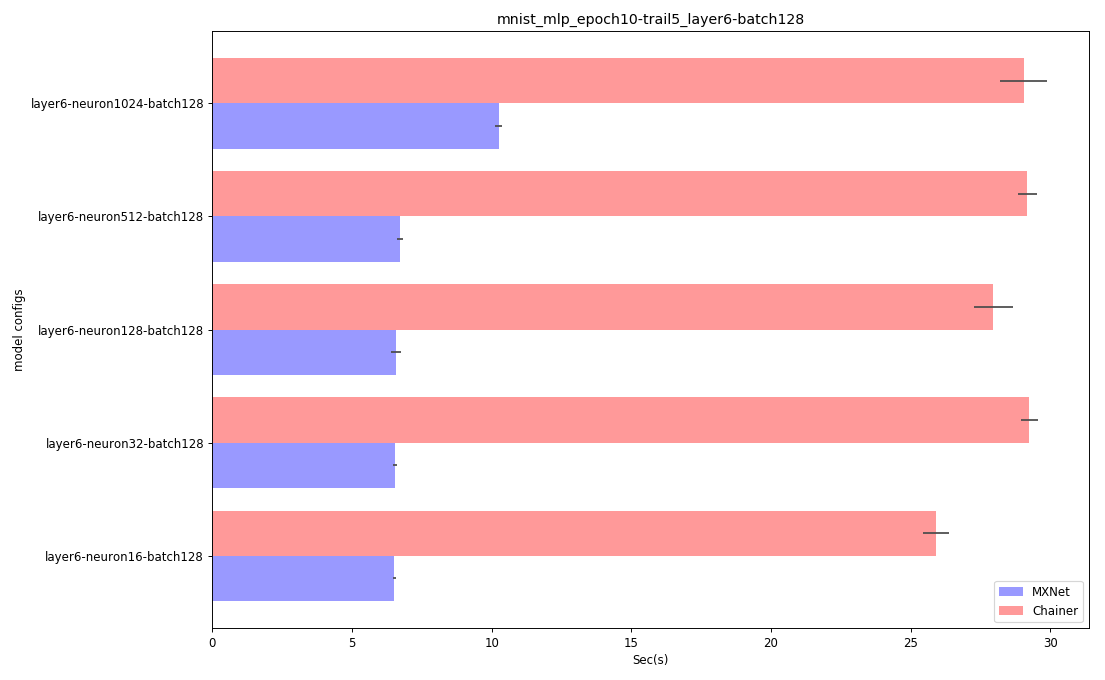 mnist_mlp_epoch10-trail5_layer6-batch128
model configs
layer6-neuron1024-batch128
layer6-neuron512-batch128
layer6-neuron128-batch128
layer6-neuron32-batch128
layer6-neuron16-batch128
MXNet
Chainer
0 5 10 15 20 25 30
Sec(s)